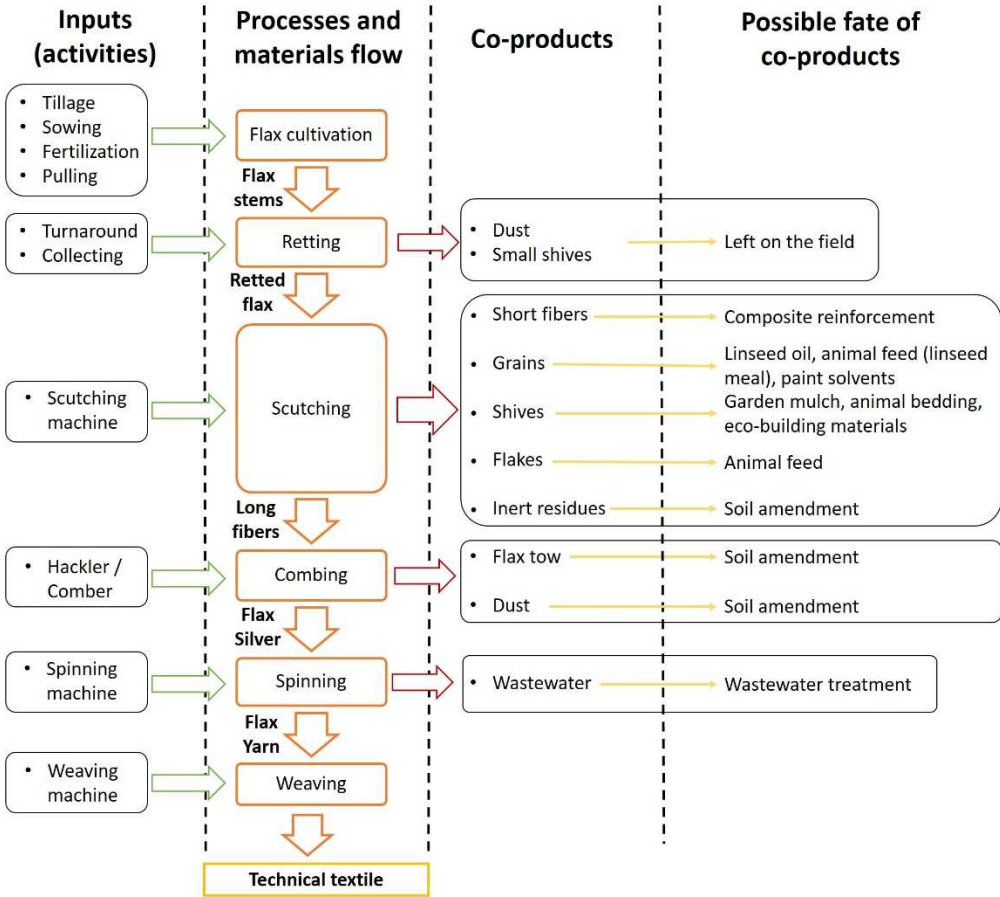 Inputs
(activities)
Processes and
materials flow
Co-products
Possible fate of
co-products
• Tillage
• Sowing
• Fertilization
• Pulling
Flax cultivation
Flax
stems
• Turnaround
• Collecting
Retting
• Dust
• Small shives
Left on the field
Retted
flax
• Scutching
machine
Scutching
• Short fibers
Composite reinforcement
• Grains
Linseed oil, animal feed (linseed
meal), paint solvents
• Shives
Garden mulch, animal bedding,
eco-building materials
• Flakes
Animal feed
• Inert residues
Soil amendment
Long
fibers
• Hackler /
Comber
Combing
• Flax tow
Soil amendment
• Dust
Soil amendment
Flax
Silver
• Spinning
machine
Spinning
• Wastewater
Wastewater treatment
Flax
Yarn
• Weaving
machine
Weaving
Technical textile